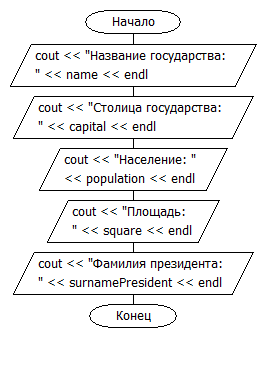 Начало
cout << "Название государства:
" << name << endl
cout << "Столица государства:
" << capital << endl
cout << "Население: "
<< population << endl
cout << "Площадь:
" << square << endl
cout << "Фамилия президента:
" << surnamePresident << endl
Конец